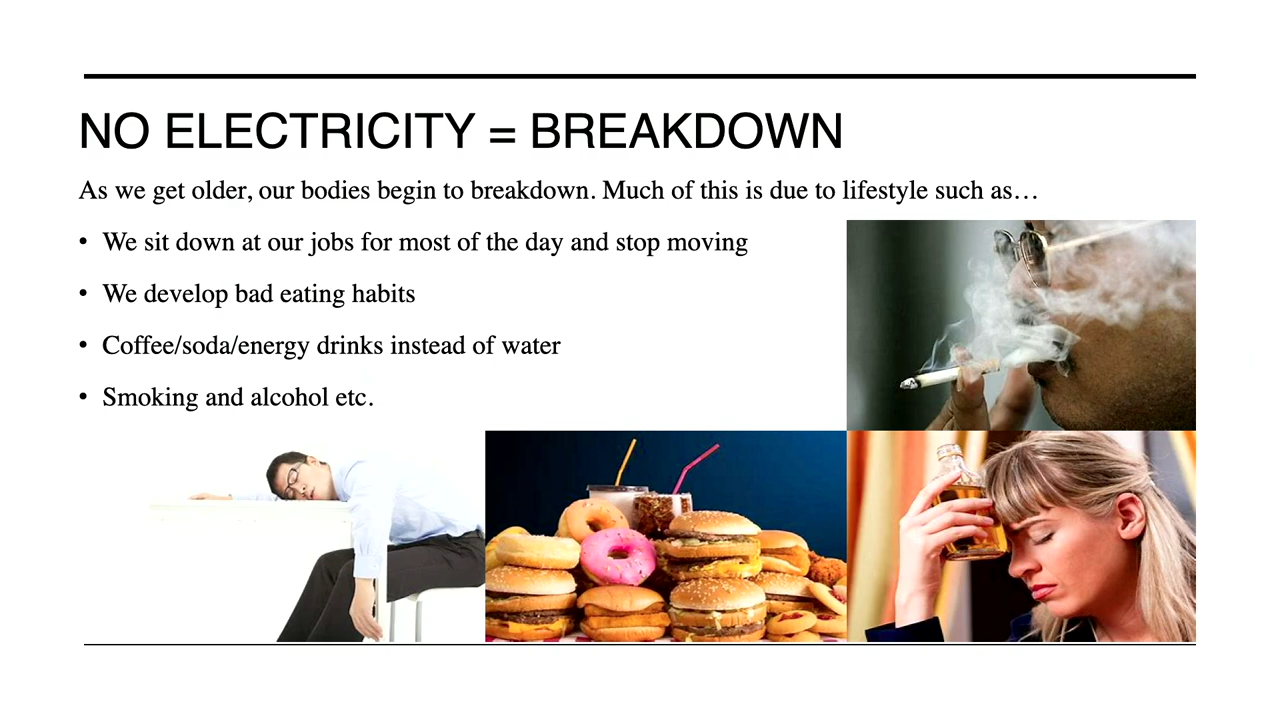 NO ELECTRICITY = BREAKDOWN
As we get older, our bodies begin to breakdown. Much of this is due to lifestyle such as…
• We sit down at our jobs for most of the day and stop moving
• We develop bad eating habits
• Coffee/soda/energy drinks instead of water
• Smoking and alcohol etc.